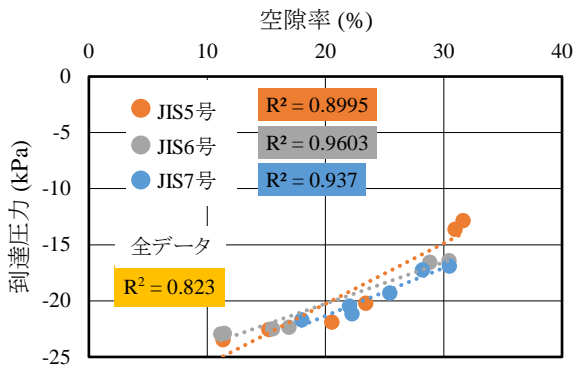 空隙率 (%)
0 10 20 30 40
0
-5
-10
-15
-20
-25
到達圧力 (kPa)
JIS5号 R² = 0.8995
JIS6号 R² = 0.9603
JIS7号 R² = 0.937
全データ
R² = 0.823